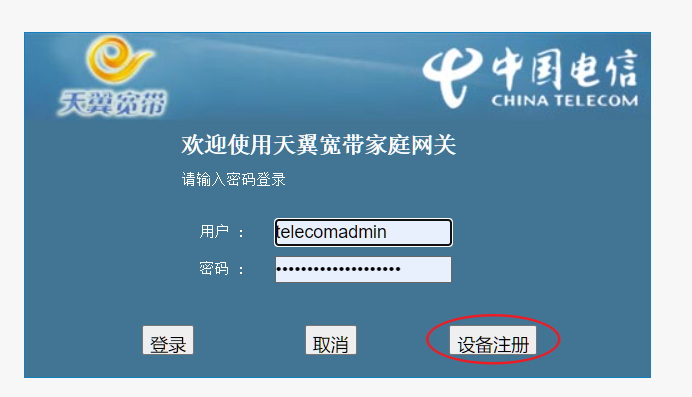 天翼宽带
中国电信
CHINA TELECOM
欢迎使用天翼宽带家庭网关
请输入密码登录
用户 ： telecomadmin
密码 ： ••••••••••••••••••••
登录 取消 设备注册